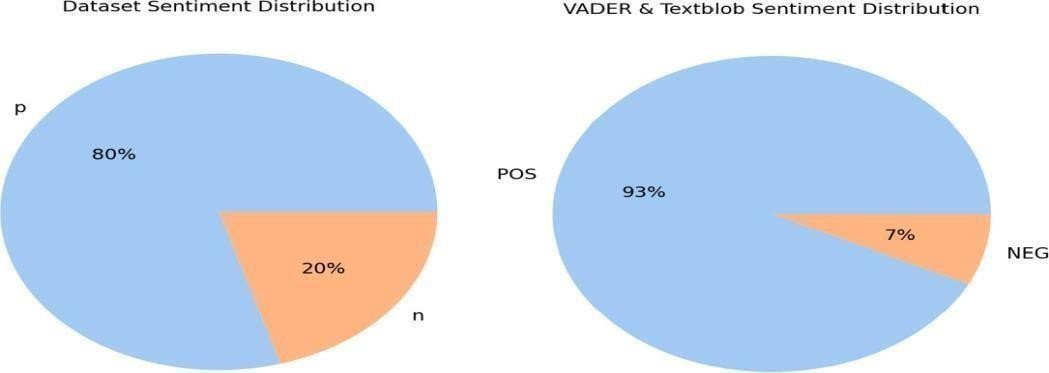 Dataset Sentiment Distribution
p
80%
20%
n
VADER & Textblob Sentiment Distribution
POS
93%
7%
NEG